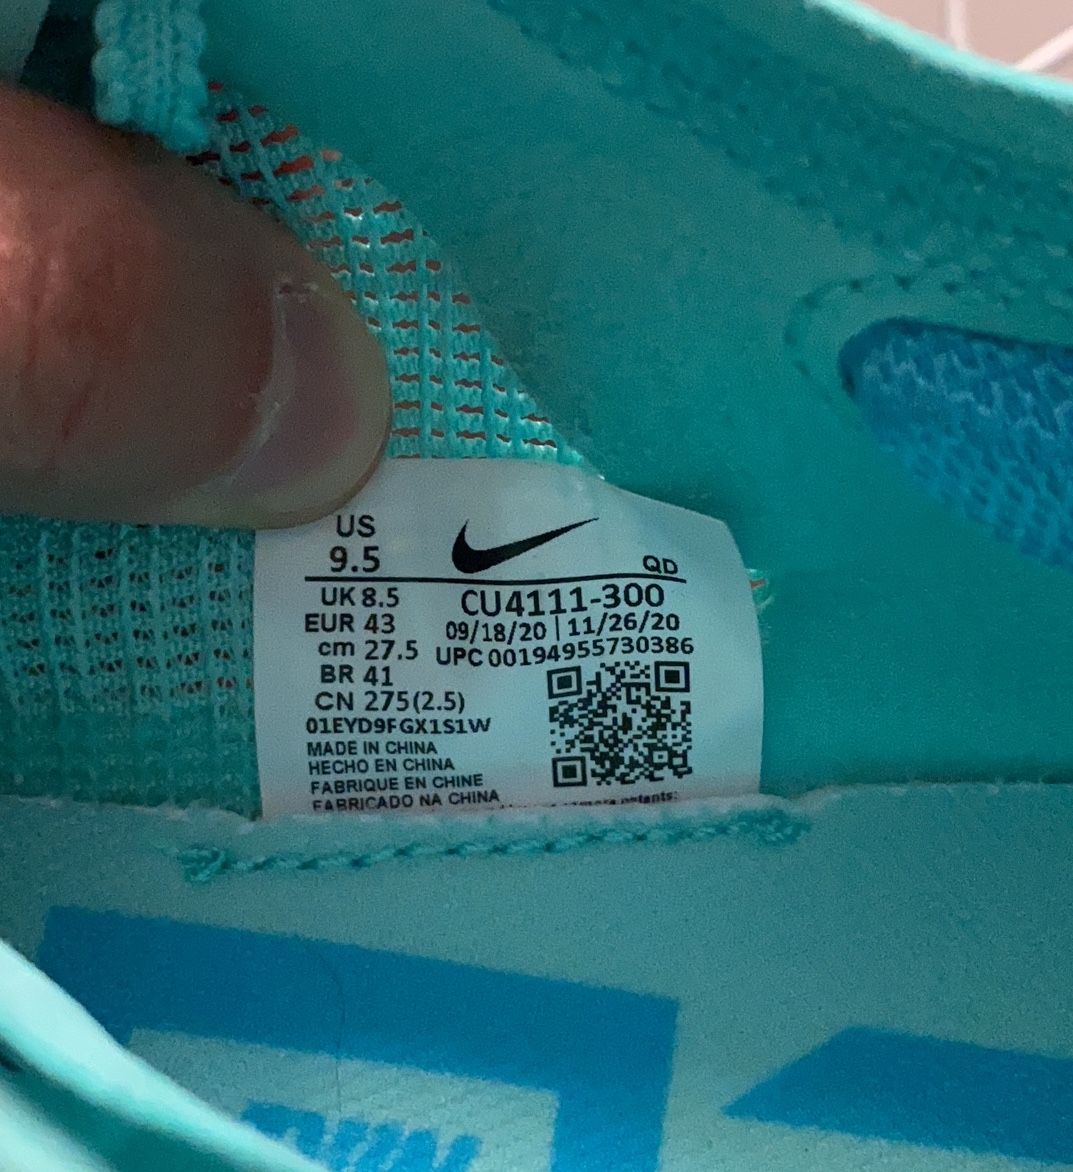 US
9.5
QD
UK 8.5
CU4111-300
EUR 43
09/18/20 | 11/26/20
cm 27.5
UPC 00194955730386
BR 41
CN 275(2.5)
01EYD9FGX1S1W
MADE IN CHINA
HECHO EN CHINA
FABRIQUE EN CHINE
FABRICADO NA CHINA
patents: